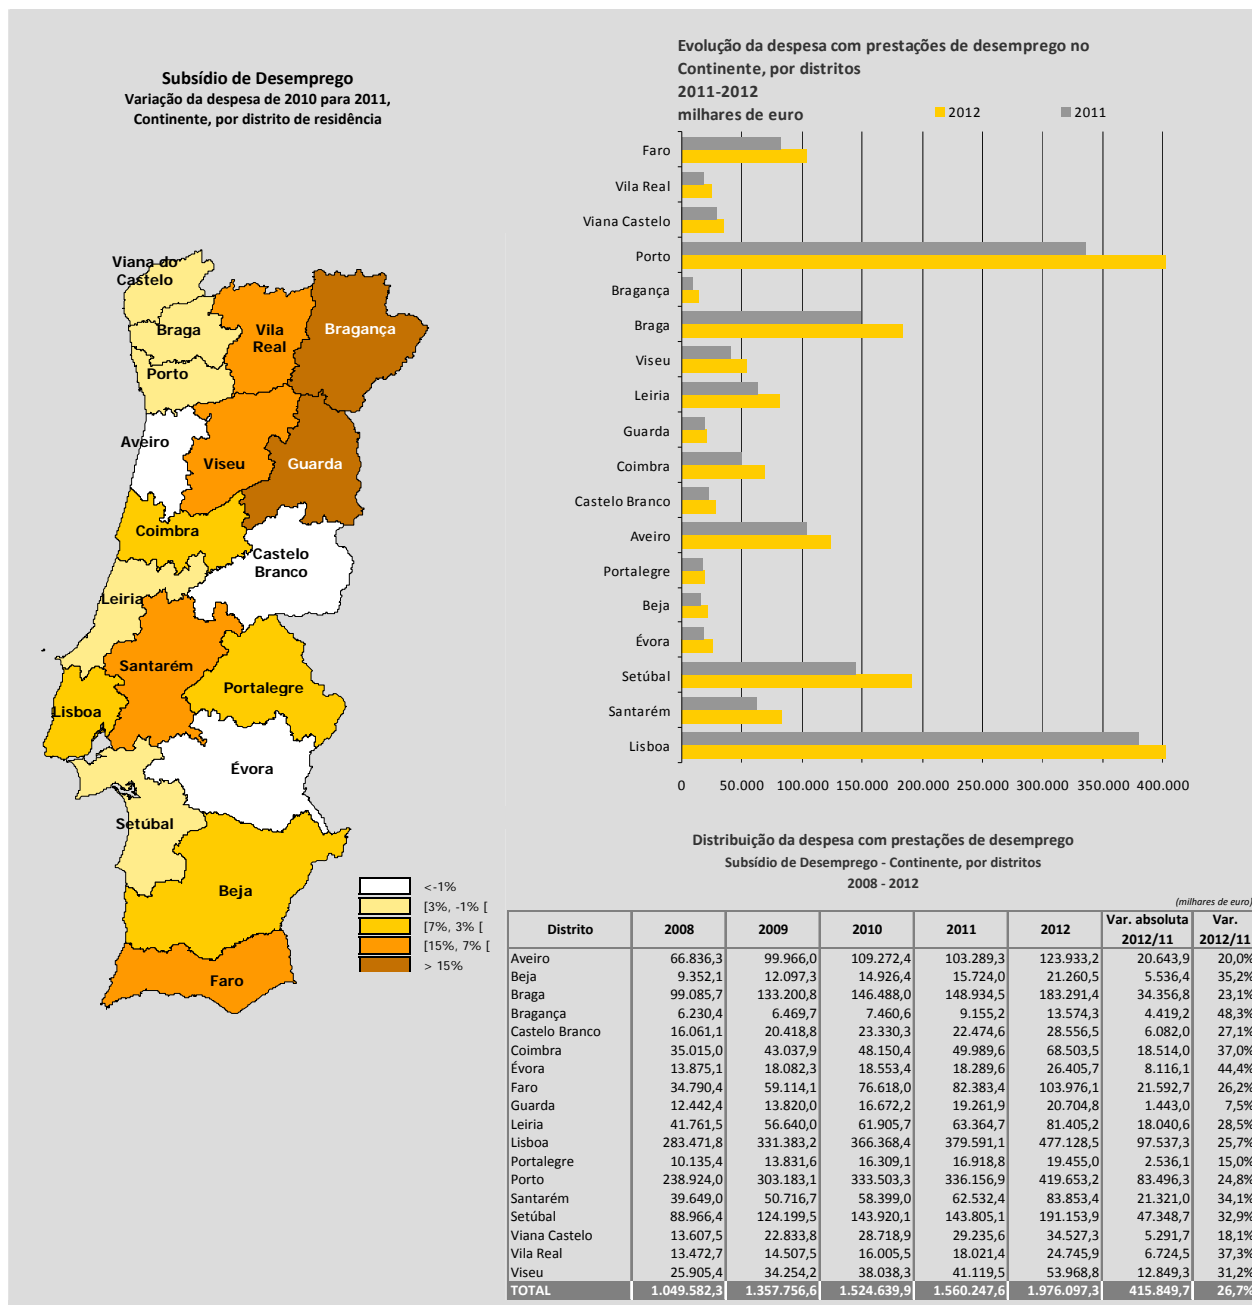 Subsídio de Desemprego
Variação da despesa de 2010 para 2011,
Continente, por distrito de residência
Viana do
Castelo
Braga
Vila
Real
Bragança
Porto
Aveiro
Viseu
Guarda
Coimbra
Castelo
Branco
Leiria
Santarém
Portalegre
Lisboa
Évora
Setúbal
Beja
Faro
<-1%
[3%, -1% [
[7%, 3% [
[15%, 7% [
> 15%
Evolução da despesa com prestações de desemprego no
Continente, por distritos
2011-2012
milhares de euro
2012 2011
Faro
Vila Real
Viana Castelo
Porto
Bragança
Braga
Viseu
Leiria
Guarda
Coimbra
Castelo Branco
Aveiro
Portalegre
Beja
Évora
Setúbal
Santarém
Lisboa
0 50.000 100.000 150.000 200.000 250.000 300.000 350.000 400.000
Distribuição da despesa com prestações de desemprego
Subsídio de Desemprego - Continente, por distritos
2008 - 2012
(milhares de euro)
Distrito 2008 2009 2010 2011 2012 Var. absoluta 2012/11 Var. 2012/11
Aveiro 66.836,3 99.966,0 109.272,4 103.289,3 123.933,2 20.643,9 20,0%
Beja 9.352,1 12.097,3 14.926,4 15.724,0 21.260,5 5.536,4 35,2%
Braga 99.085,7 133.200,8 146.488,0 148.934,5 183.291,4 34.356,8 23,1%
Bragança 6.230,4 6.469,7 7.460,6 9.155,2 13.574,3 4.419,2 48,3%
Castelo Branco 16.061,1 20.418,8 23.330,3 22.474,6 28.556,5 6.082,0 27,1%
Coimbra 35.015,0 43.037,9 48.150,4 49.989,6 68.503,5 18.514,0 37,0%
Évora 13.875,1 18.082,3 18.553,4 18.289,6 26.405,7 8.116,1 44,4%
Faro 34.790,4 59.114,1 76.618,0 82.383,4 103.976,1 21.592,7 26,2%
Guarda 12.442,4 13.820,0 16.672,2 19.261,9 20.704,8 1.443,0 7,5%
Leiria 41.761,5 56.640,0 61.905,7 63.364,7 81.405,2 18.040,6 28,5%
Lisboa 283.471,8 331.383,2 366.368,4 379.591,1 477.128,5 97.537,3 25,7%
Portalegre 10.135,4 13.831,6 16.309,1 16.918,8 19.455,0 2.536,1 15,0%
Porto 238.924,0 303.183,1 333.503,3 336.156,9 419.653,2 83.496,3 24,8%
Santarém 39.649,0 50.716,7 58.399,0 62.532,4 83.853,4 21.321,0 34,1%
Setúbal 88.966,4 124.199,5 143.920,1 143.805,1 191.153,9 47.348,7 32,9%
Viana Castelo 13.607,5 22.833,8 28.718,9 29.235,6 34.527,3 5.291,7 18,1%
Vila Real 13.472,7 14.507,5 16.005,5 18.021,4 24.745,9 6.724,5 37,3%
Viseu 25.905,4 34.254,2 38.038,3 41.119,5 53.968,8 12.849,3 31,2%
TOTAL 1.049.582,3 1.357.756,6 1.524.639,9 1.560.247,6 1.976.097,3 415.849,7 26,7%